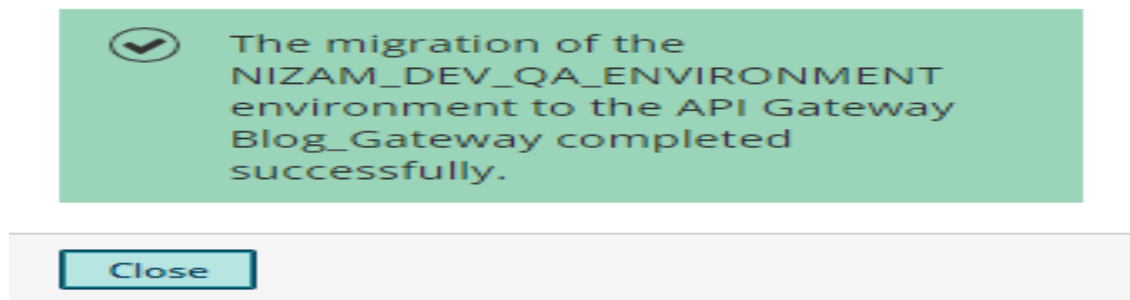 The migration of the
NIZAM_DEV_QA_ENVIRONMENT
environment to the API Gateway
Blog_Gateway completed
successfully.
Close